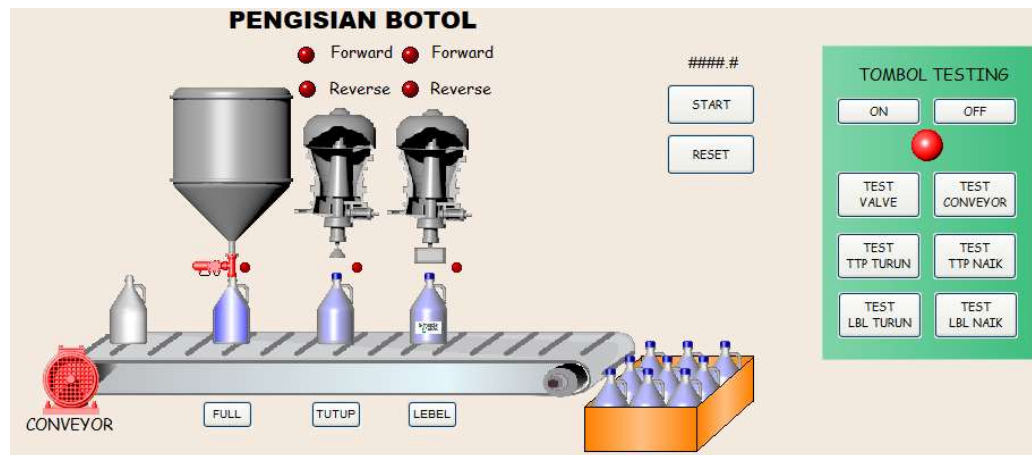 PENGISIAN BOTOL
Forward Forward
Reverse Reverse
####.#
START
RESET
TOMBOL TESTING
ON OFF
TEST
VALVE
TEST
CONVEYOR
TEST
TTP TURUN
TEST
TTP NAIK
TEST
LBL TURUN
TEST
LBL NAIK
FULL
TUTUP
LEBEL
CONVEYOR